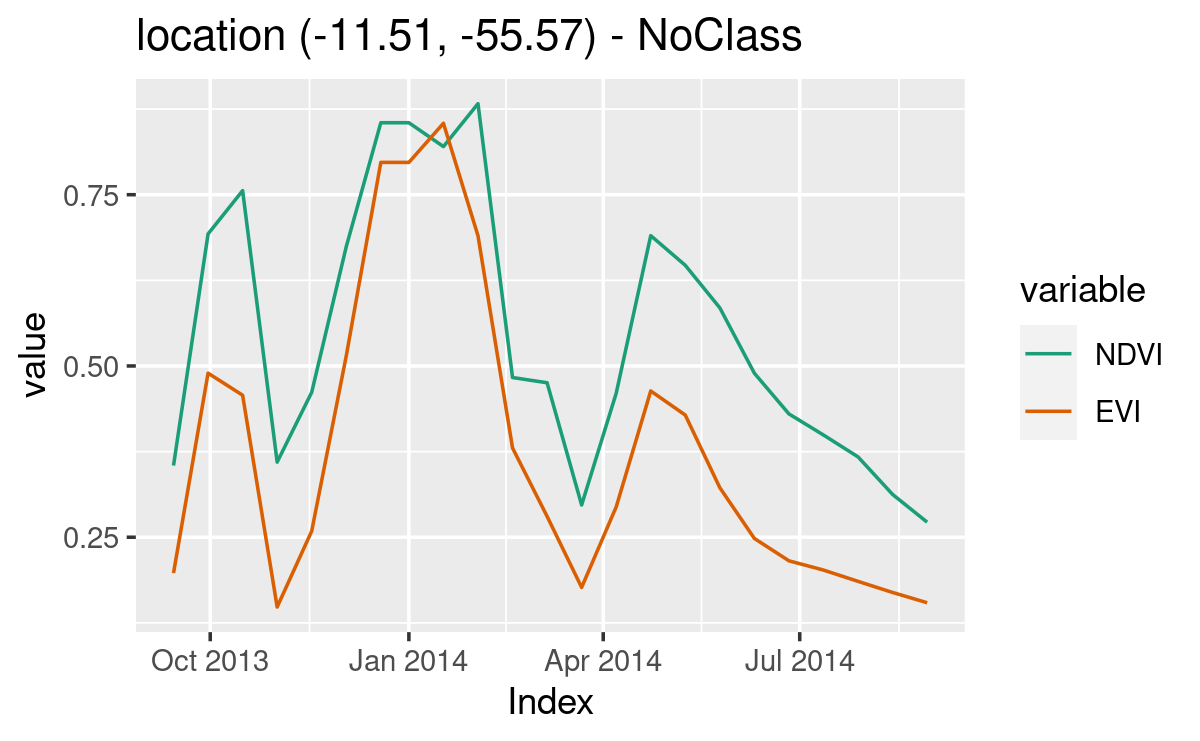 location (-11.51, -55.57) - NoClass
value
0.75
0.50
0.25
Oct 2013 Jan 2014 Apr 2014 Jul 2014
Index
variable
NDVI
EVI